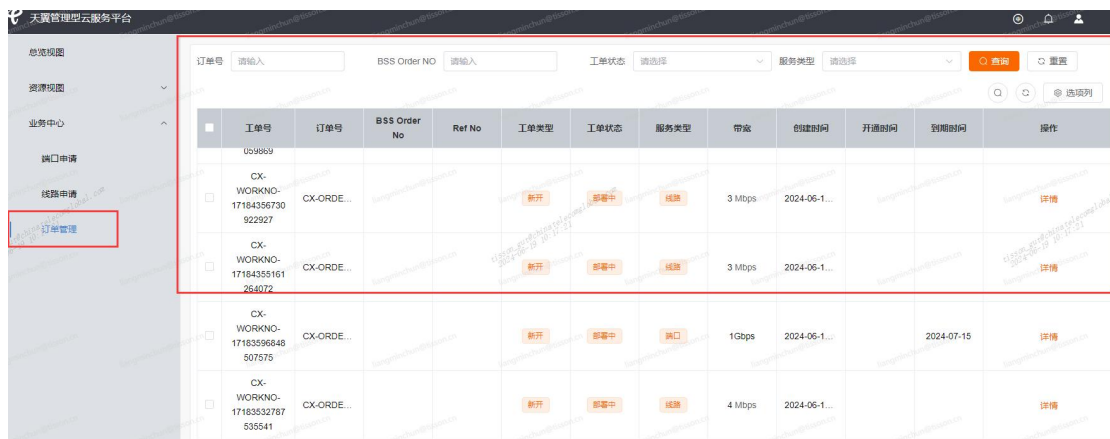 天翼管理型云服务平台
总览视图
资源视图
业务中心
端口申请
线路申请
订单管理
订单号 请输入 BSS Order NO 请输入 工单状态 请选择 服务类型 请选择 查询 重置
选项列
工单号 订单号 BSS Order No Ref No 工单类型 工单状态 服务类型 带宽 创建时间 开通时间 到期时间 操作
059869
CX-
WORKNO-
17184356730
922927
CX-ORDE... 新开 部署中 线路 3 Mbps 2024-06-1... 详情
CX-
WORKNO-
17184355161
264072
CX-ORDE... 新开 部署中 线路 3 Mbps 2024-06-1... 详情
CX-
WORKNO-
17183596848
507575
CX-ORDE... 新开 部署中 端口 1Gbps 2024-06-1... 2024-07-15 详情
CX-
WORKNO-
17183532787
535541
CX-ORDE... 新开 部署中 线路 4 Mbps 2024-06-1... 详情